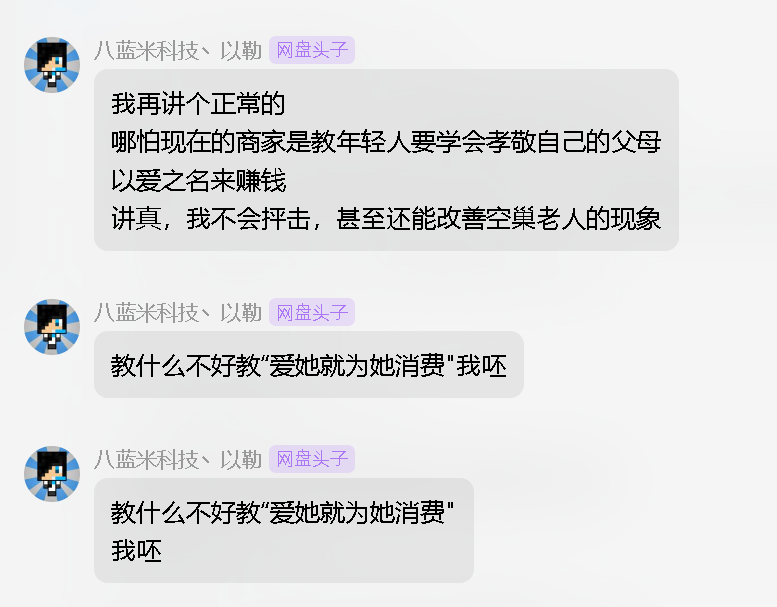 八蓝米科技丶以勒 网盘头子
我再讲个正常的
哪怕现在的商家是教年轻人要学会孝敬自己的父母
以爱之名来赚钱
讲真，我不会抨击，甚至还能改善空巢老人的现象
八蓝米科技丶以勒 网盘头子
教什么不好教“爱她就为她消费"我呸
八蓝米科技丶以勒 网盘头子
教什么不好教“爱她就为她消费"
我呸